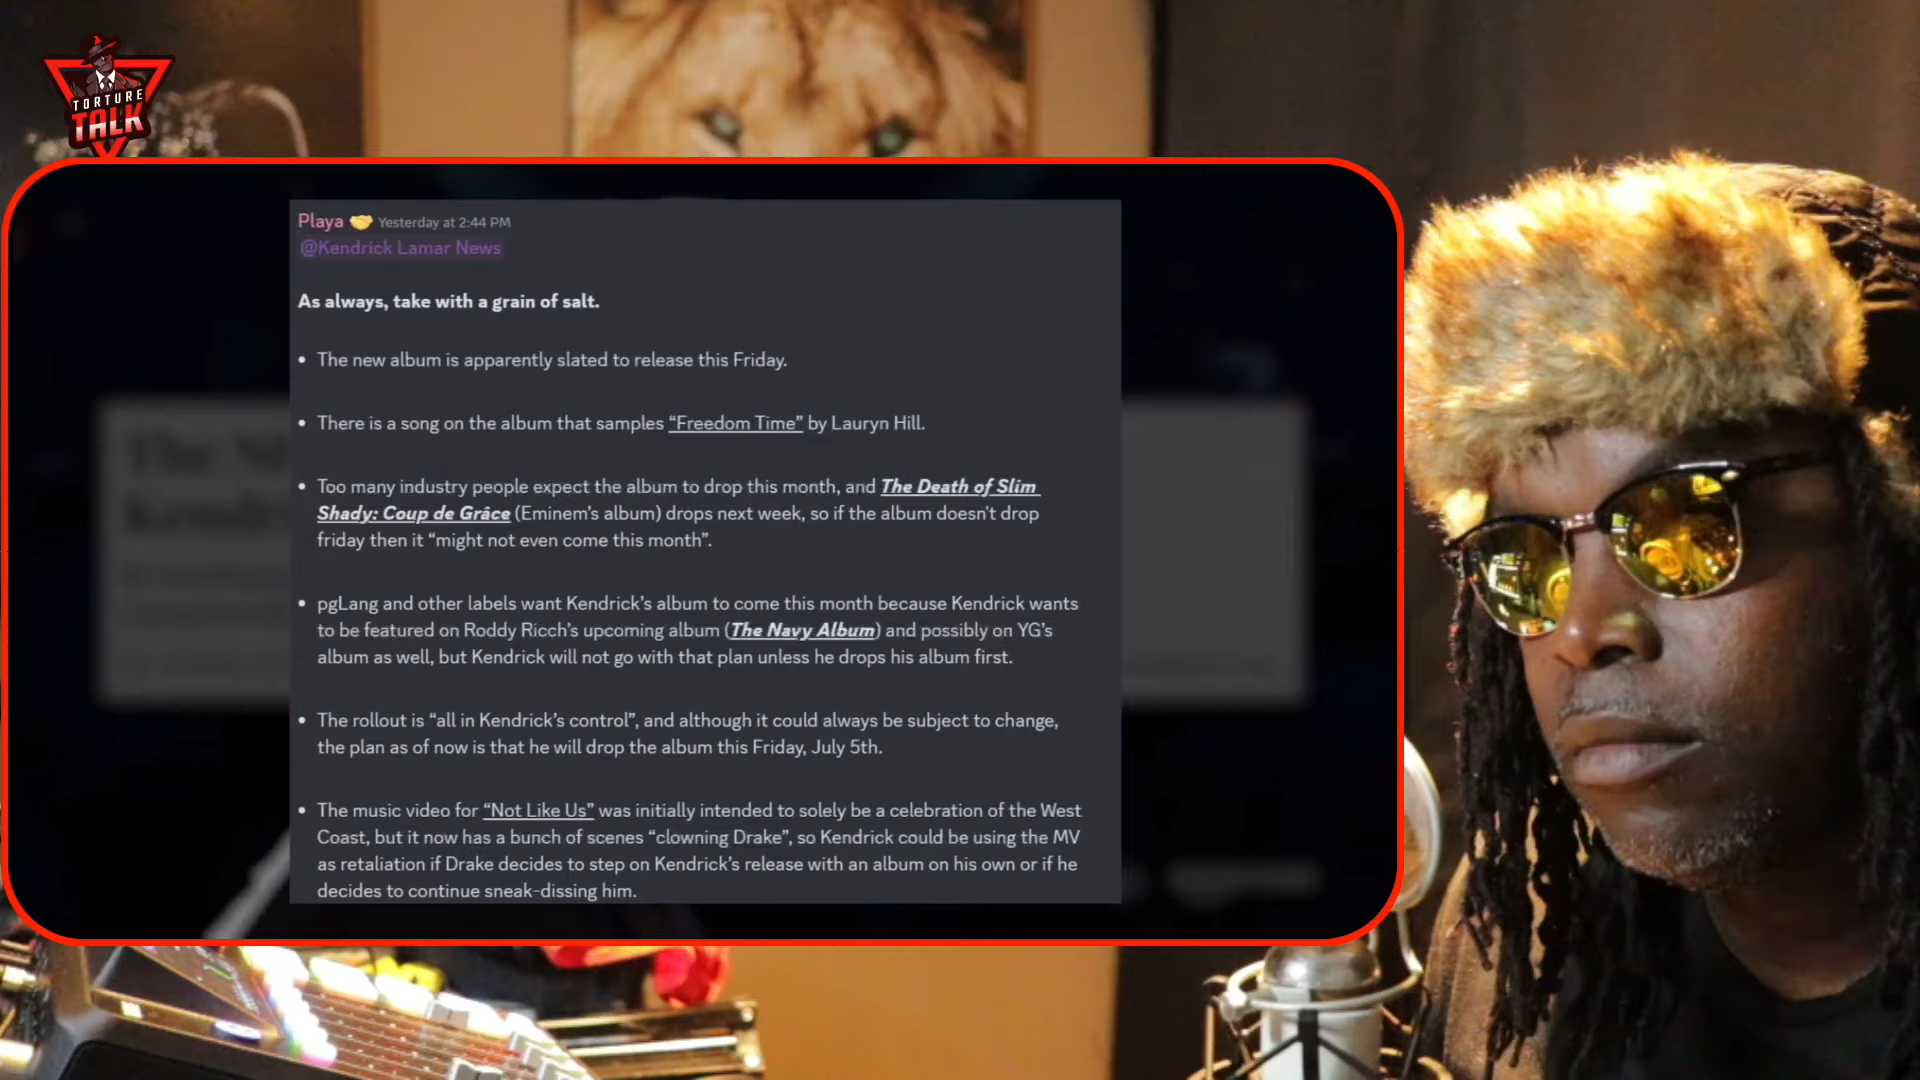 TORTURE
TALK
Playa Yesterday at 2:44 PM
@Kendrick Lamar News
As always, take with a grain of salt.
• The new album is apparently slated to release this Friday.
• There is a song on the album that samples “Freedom Time” by Lauryn Hill.
• Too many industry people expect the album to drop this month, and The Death of Slim
Shady: Coup de Grâce (Eminem’s album) drops next week, so if the album doesn't drop
friday then it “might not even come this month”.
• pgLang and other labels want Kendrick’s album to come this month because Kendrick wants
to be featured on Roddy Ricch’s upcoming album (The Navy Album) and possibly on YG’s
album as well, but Kendrick will not go with that plan unless he drops his album first.
• The rollout is “all in Kendrick’s control”, and although it could always be subject to change,
the plan as of now is that he will drop the album this Friday, July 5th.
• The music video for “Not Like Us” was initially intended to solely be a celebration of the West
Coast, but it now has a bunch of scenes “clowning Drake”, so Kendrick could be using the MV
as retaliation if Drake decides to step on Kendrick’s release with an album on his own or if he
decides to continue sneak-dissing him.